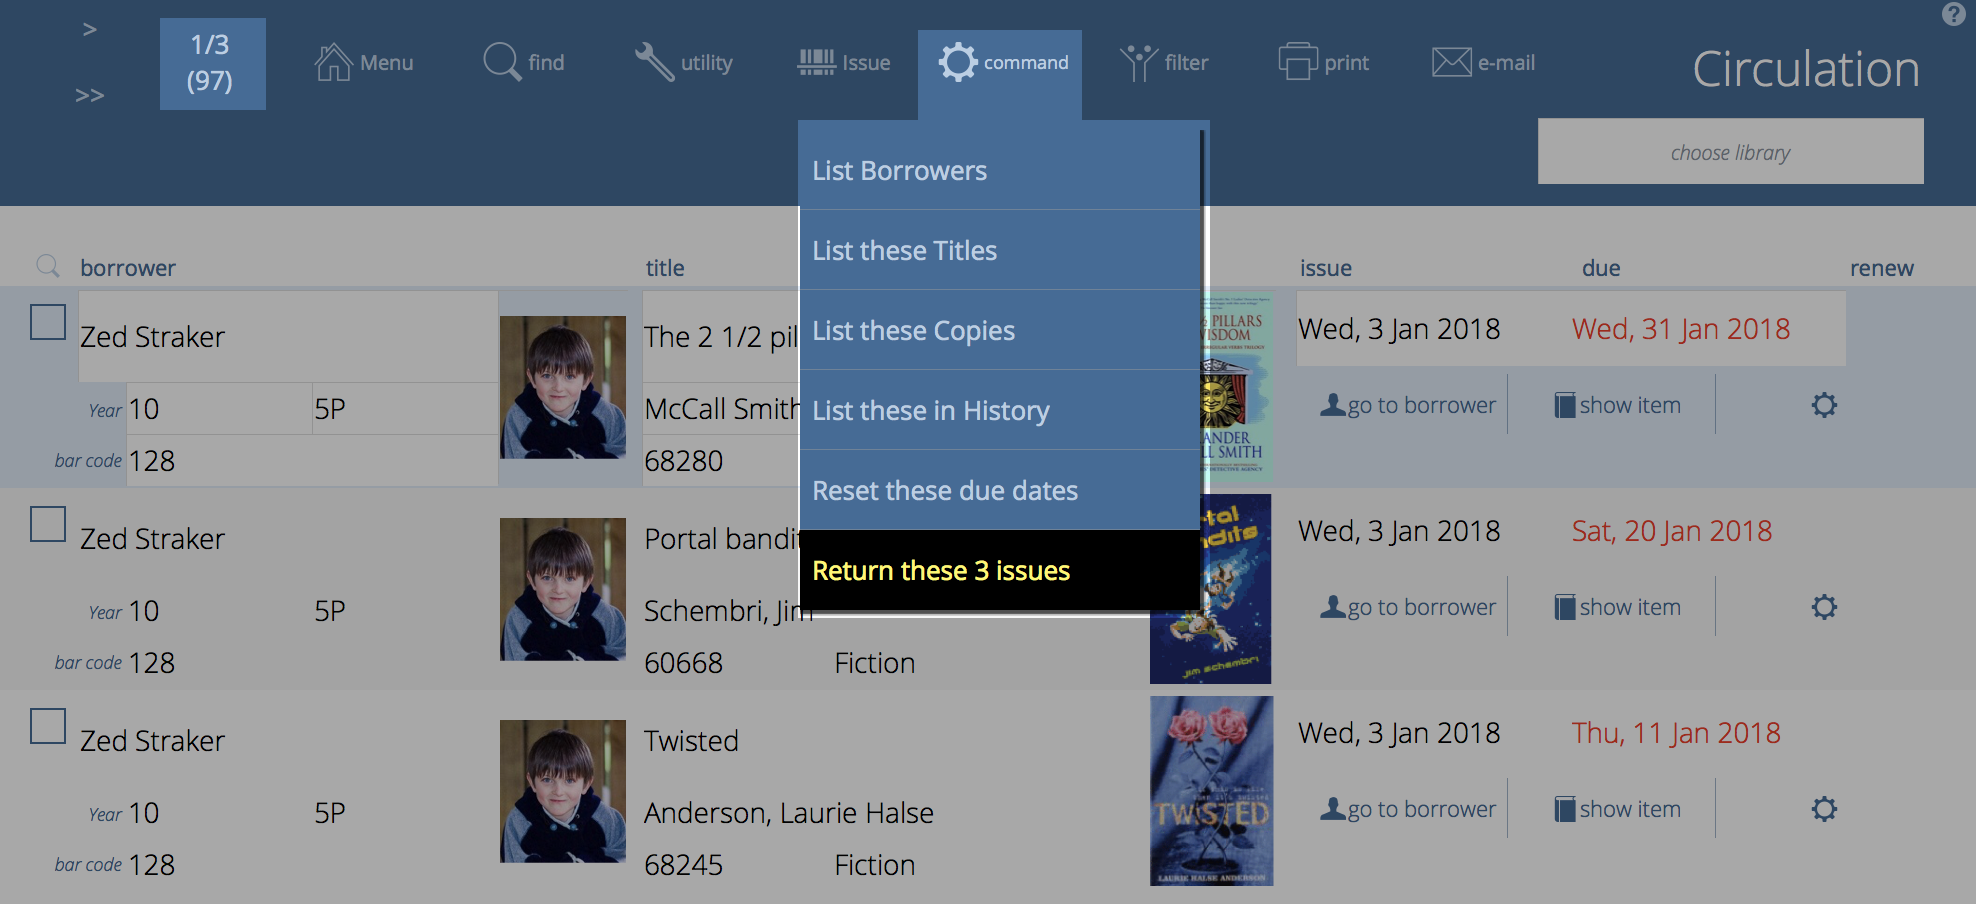 >
>>
1/3
(97)
Menu
find
utility
Issue
command
filter
print
e-mail
?
Circulation
choose library
List Borrowers
List these Titles
List these Copies
List these in History
Reset these due dates
Return these 3 issues
borrower title issue due renew
Zed Straker
The 2 1/2 pil
PILLARS
WISDOM
Wed, 3 Jan 2018
Wed, 31 Jan 2018
Year 10 5P
McCall Smith
go to borrower
show item
bar code 128
68280
ANDER
LL SMITH
Zed Straker
Portal bandit
tal
ndits
Wed, 3 Jan 2018
Sat, 20 Jan 2018
Year 10 5P
Schembri, Jim
go to borrower
show item
bar code 128
60668 Fiction
jim schembri
Zed Straker
Twisted
Wed, 3 Jan 2018
Thu, 11 Jan 2018
Year 10 5P
Anderson, Laurie Halse
TWISTED
go to borrower
show item
bar code 128
68245 Fiction
LAURIE HALSE ANDERSON